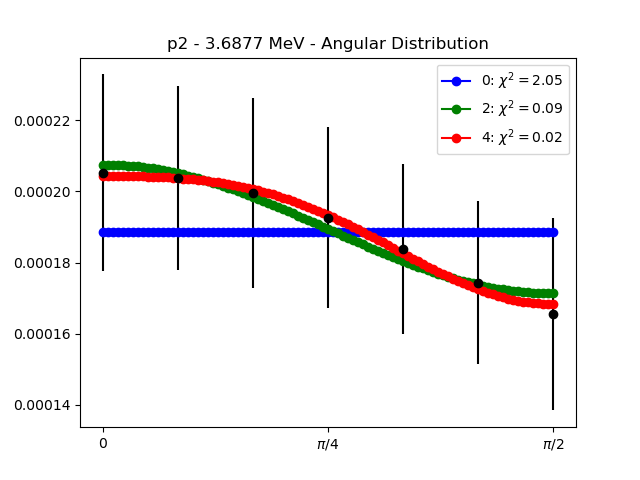 p2 - 3.6877 MeV - Angular Distribution
0: χ² = 2.05
2: χ² = 0.09
4: χ² = 0.02
0.00022
0.00020
0.00018
0.00016
0.00014
0 π/4 π/2